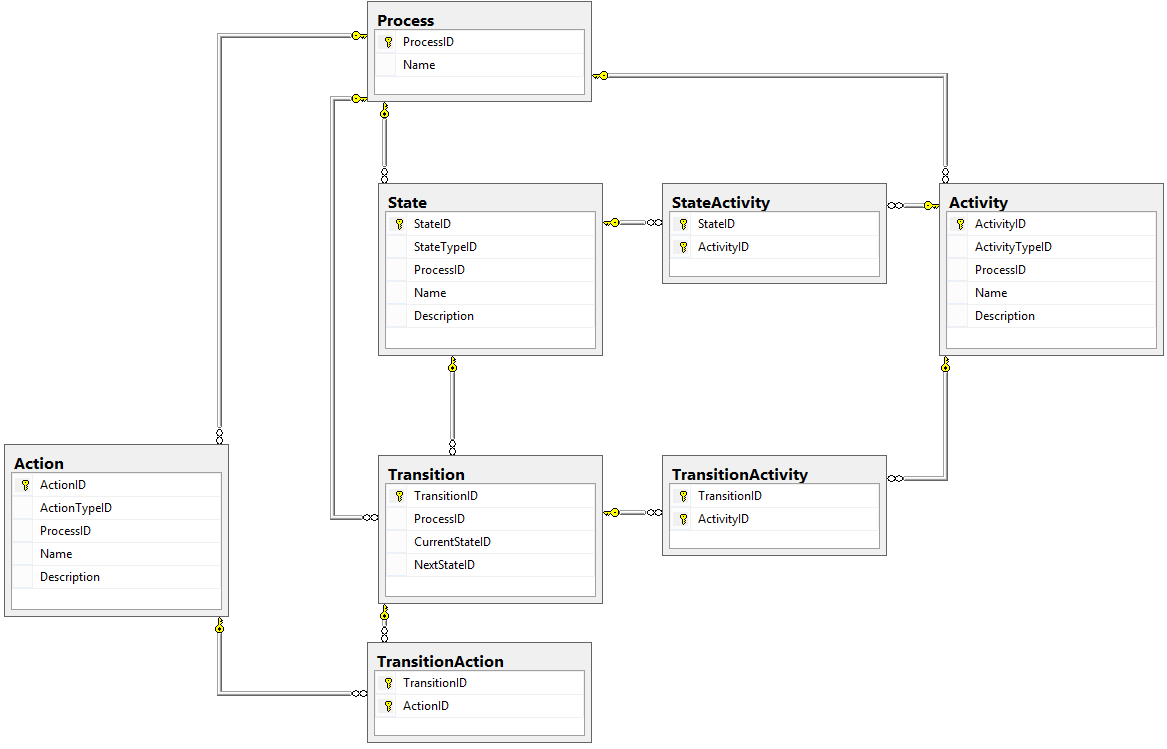 Process
ProcessID
Name
State
StateID
StateTypeID
ProcessID
Name
Description
StateActivity
StateID
ActivityID
Activity
ActivityID
ActivityTypeID
ProcessID
Name
Description
Action
ActionID
ActionTypeID
ProcessID
Name
Description
Transition
TransitionID
ProcessID
CurrentStateID
NextStateID
TransitionActivity
TransitionID
ActivityID
TransitionAction
TransitionID
ActionID